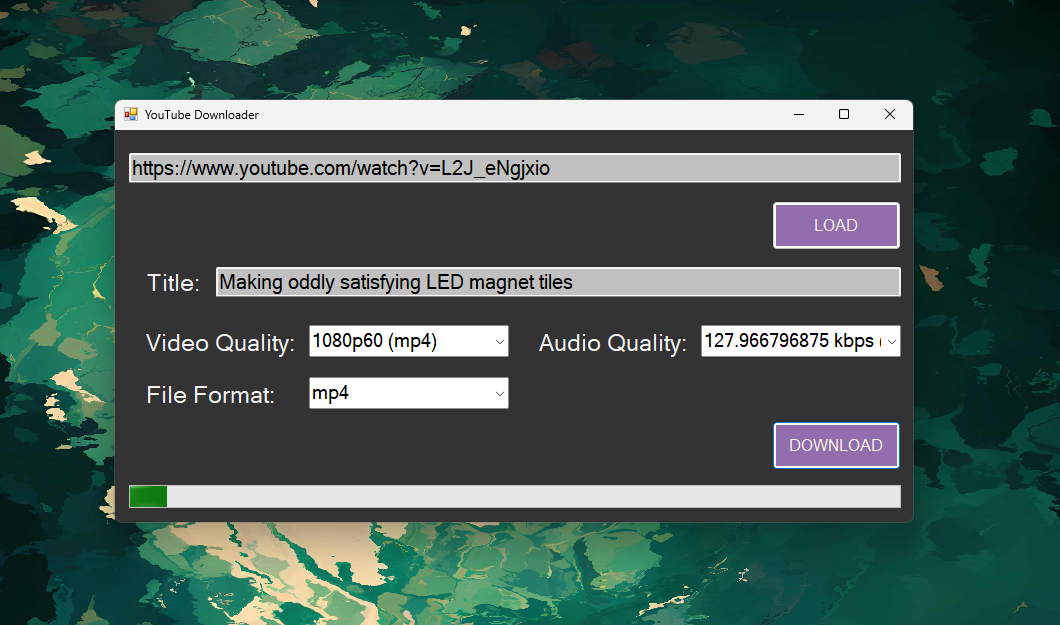 YouTube Downloader
https://www.youtube.com/watch?v=L2J_eNgjxio
LOAD
Title: Making oddly satisfying LED magnet tiles
Video Quality: 1080p60 (mp4) Audio Quality: 127.966796875 kbps (
File Format: mp4
DOWNLOAD